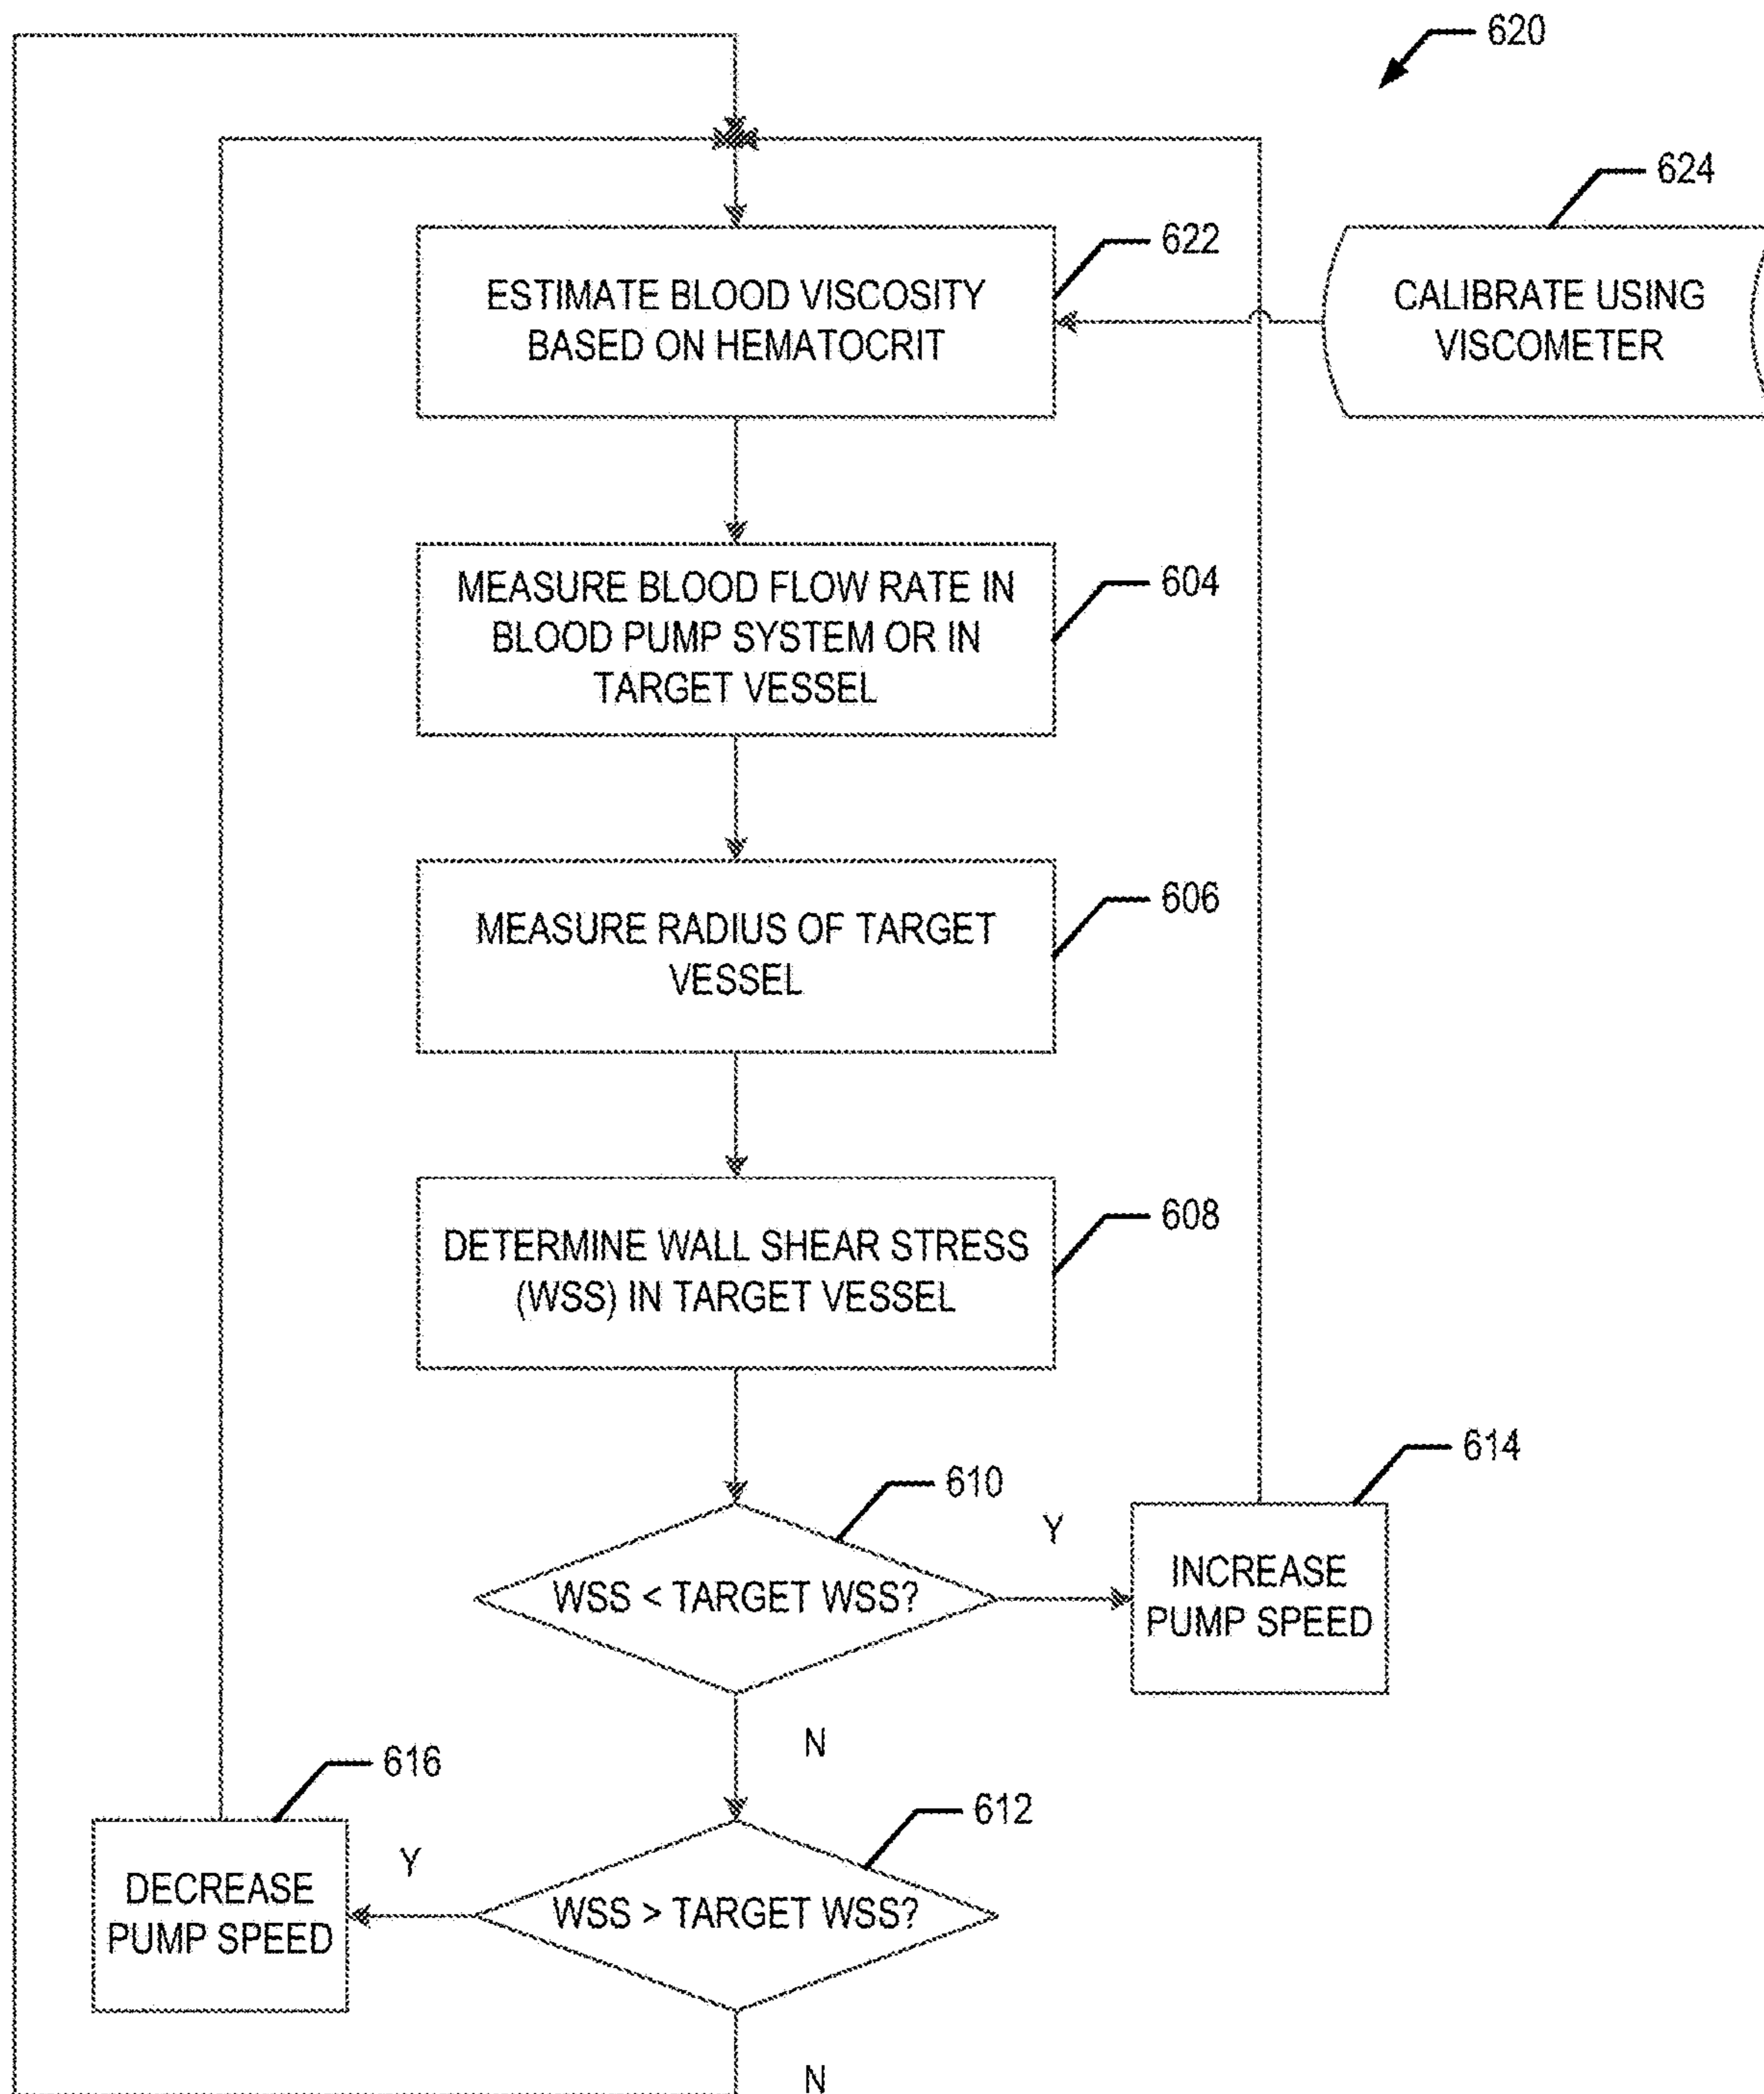 620
624
622
ESTIMATE BLOOD VISCOSITY
BASED ON HEMATOCRIT
CALIBRATE USING
VISCOMETER
604
MEASURE BLOOD FLOW RATE IN
BLOOD PUMP SYSTEM OR IN
TARGET VESSEL
606
MEASURE RADIUS OF TARGET
VESSEL
608
DETERMINE WALL SHEAR STRESS
(WSS) IN TARGET VESSEL
610
614
Y
WSS < TARGET WSS?
INCREASE
PUMP SPEED
N
616
612
Y
DECREASE
PUMP SPEED
WSS > TARGET WSS?
N